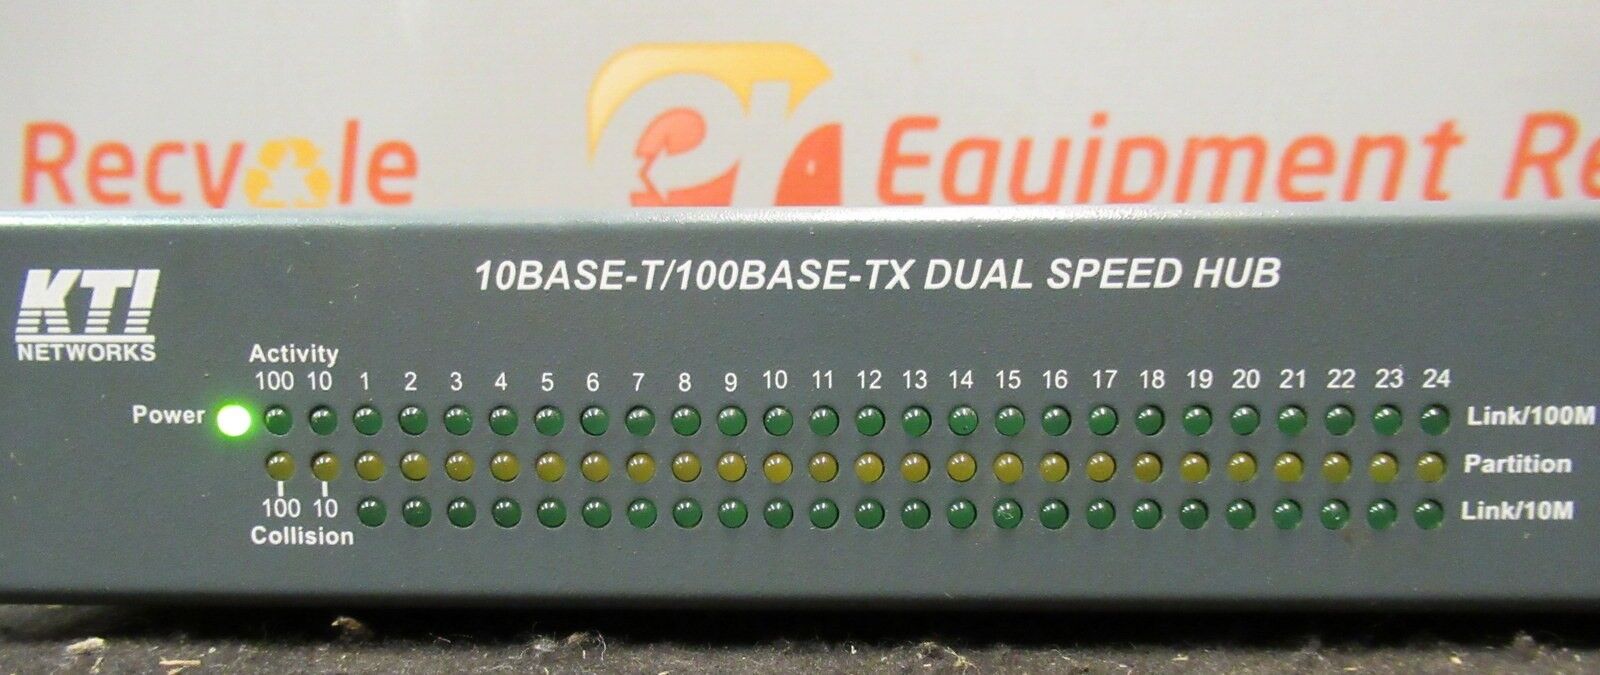 Recycle
Equipment Re
KTI
NETWORKS
10BASE-T/100BASE-TX DUAL SPEED HUB
Activity
100 10 1 2 3 4 5 6 7 8 9 10 11 12 13 14 15 16 17 18 19 20 21 22 23 24
Power
Link/100M
Partition
100 10
Collision
Link/10M